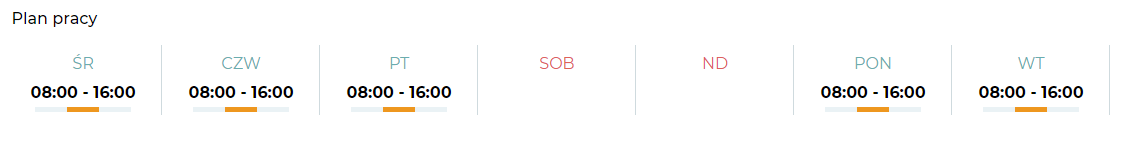 Plan pracy
ŚR CZW PT SOB ND PON WT
08:00 - 16:00 08:00 - 16:00 08:00 - 16:00 08:00 - 16:00 08:00 - 16:00